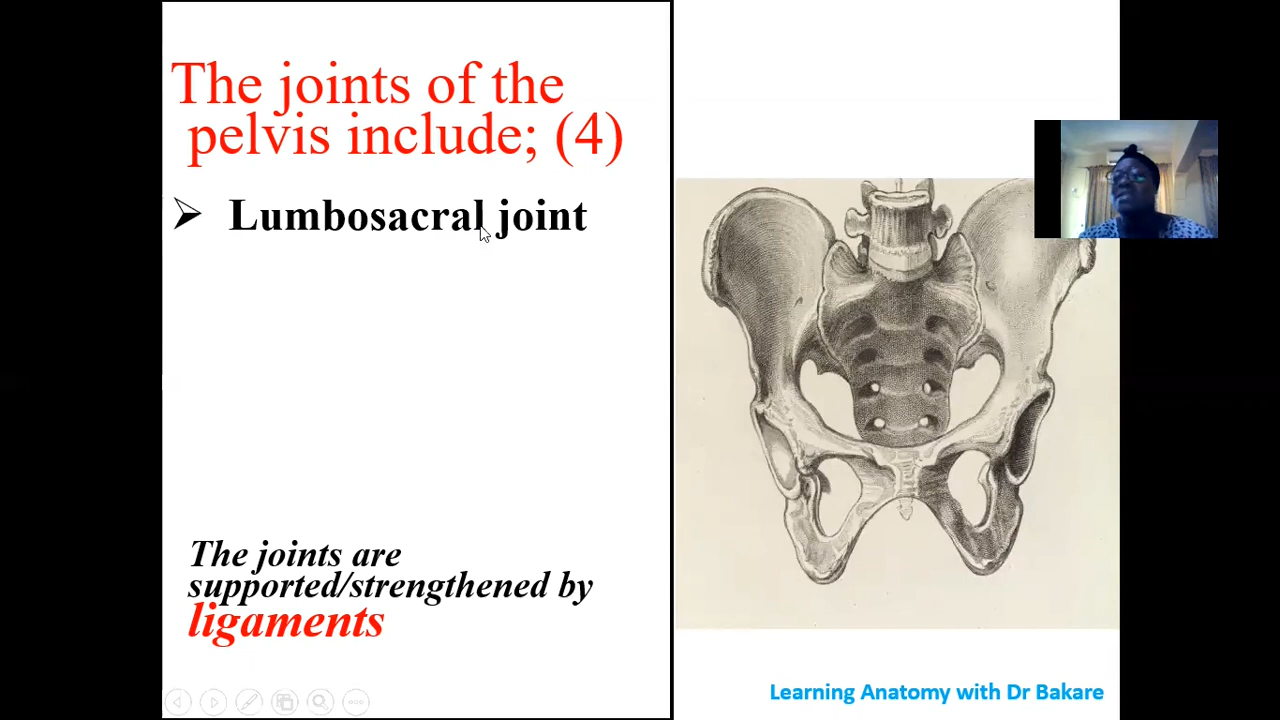 The joints of the
pelvis include; (4)
➢ Lumbosacral joint
The joints are
supported/strengthened by
ligaments
Learning Anatomy with Dr Bakare